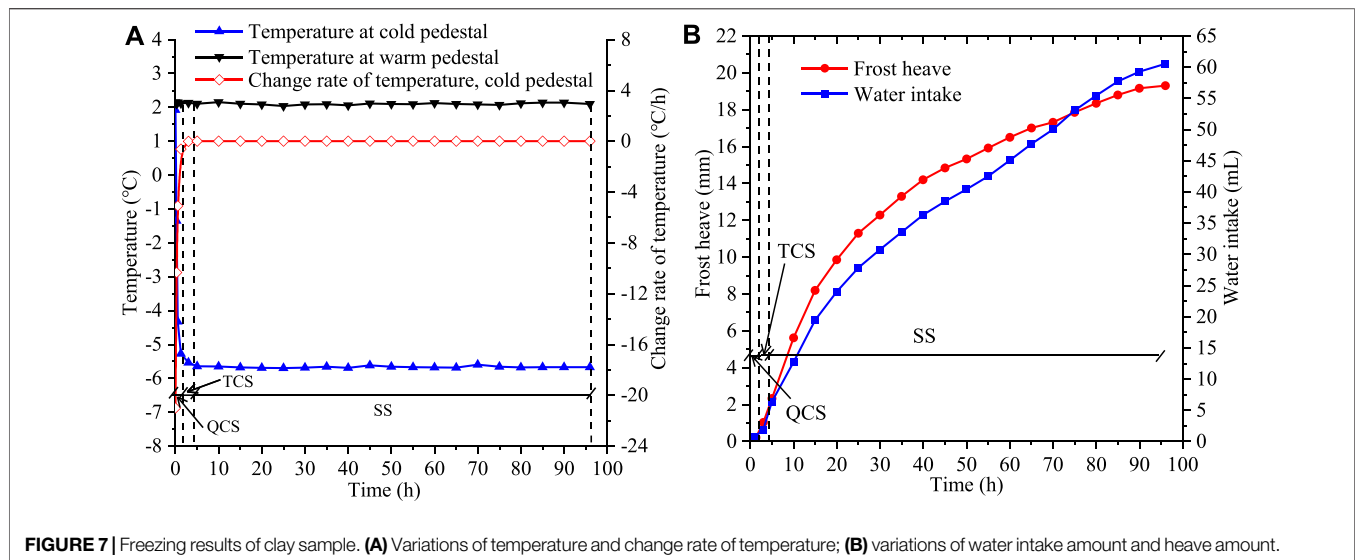 A
Temperature at cold pedestal
Temperature at warm pedestal
Change rate of temperature, cold pedestal
4
3
2
1
0
-1
-2
-3
-4
-5
-6
-7
-8
Temperature (°C)
8
4
0
-4
-8
-12
-16
-20
-24
Change rate of temperature (°C/h)
TCS
QCS
SS
0 10 20 30 40 50 60 70 80 90 100
Time (h)
B
Frost heave
Water intake
22
20
18
16
14
12
10
8
6
4
2
0
Frost heave (mm)
65
60
55
50
45
40
35
30
25
20
15
10
5
0
Water intake (mL)
TCS
SS
QCS
0 10 20 30 40 50 60 70 80 90 100
Time (h)
FIGURE 7 | Freezing results of clay sample. (A) Variations of temperature and change rate of temperature; (B) variations of water intake amount and heave amount.